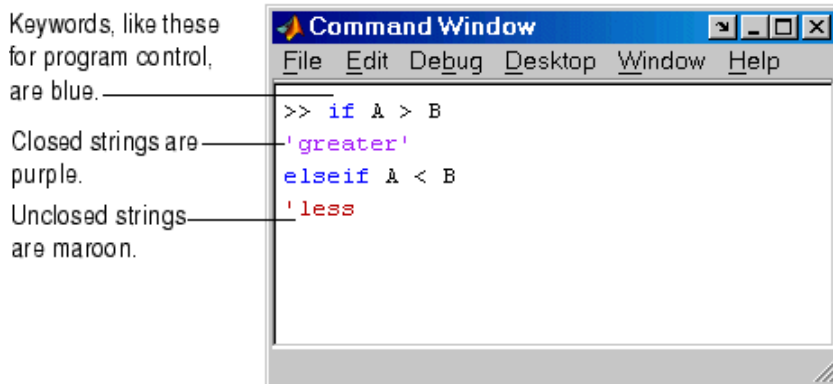 Keywords, like these
for program control,
are blue.
Closed strings are
purple.
Unclosed strings
are maroon.
Command Window
File Edit Debug Desktop Window Help
>> if A > B
'greater'
elseif A < B
'less